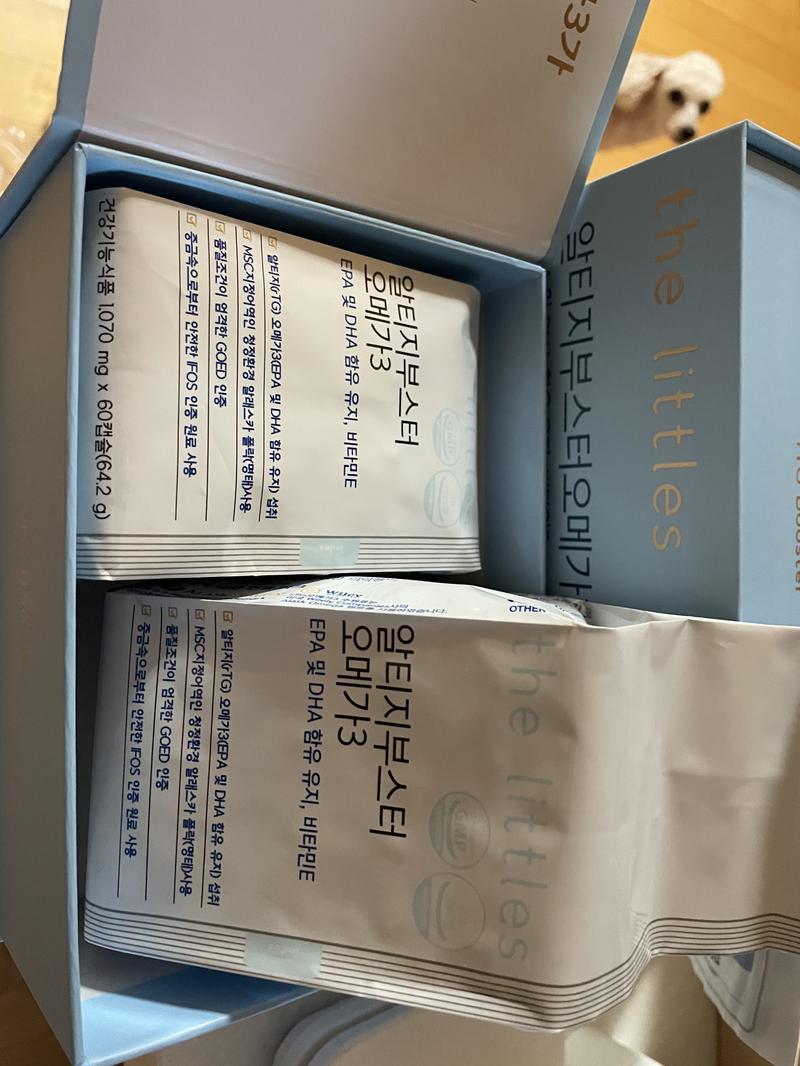 the littles
알티지부스터오메가
알티지부스터
오메가3
EPA 및 DHA 함유 유지, 비타민E
알티지(rTG) 오메가3(EPA 및 DHA 함유 유지) 섭취
MSC지정어역인 청정환경 알래스카 폴락(명태)사용
품질조건이 엄격한 GOED 인증
중금속으로부터 안전한 IFOS 인증 원료 사용
건강기능식품 1,070 mg x 60캡슐(64.2 g)
GMP
the littles
알티지부스터
오메가3
EPA 및 DHA 함유 유지, 비타민E
알티지(rTG) 오메가3(EPA 및 DHA 함유 유지) 섭취
MSC지정어역인 청정환경 알래스카 폴락(명태)사용
품질조건이 엄격한 GOED 인증
중금속으로부터 안전한 IFOS 인증 원료 사용
GMP
OTHER